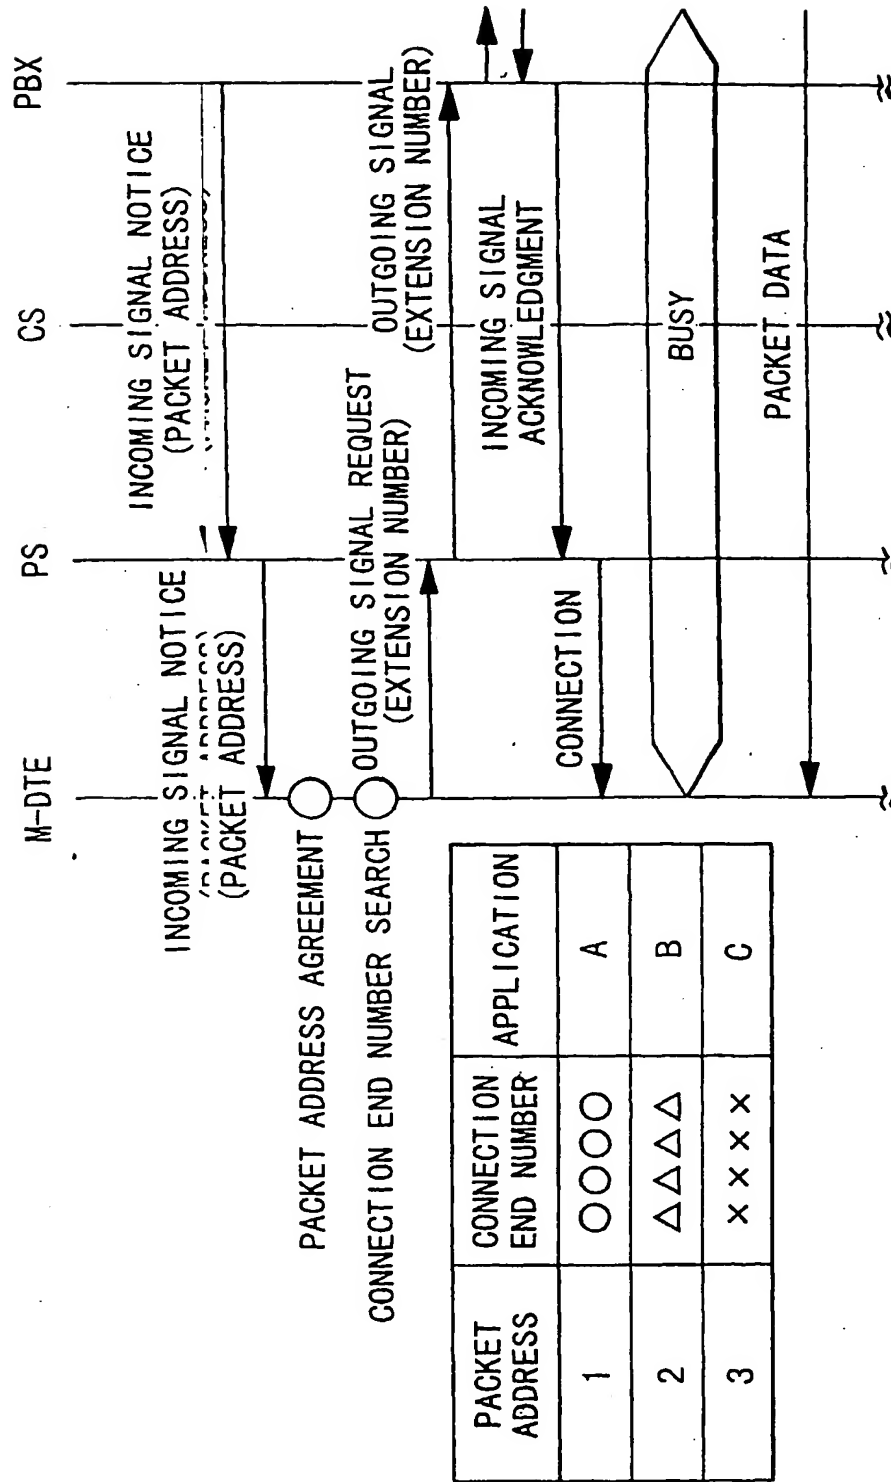 M-DTE
PS
CS
PBX
INCOMING SIGNAL NOTICE
(PACKET ADDRESS)
INCOMING SIGNAL NOTICE
(PACKET ADDRESS)
PACKET ADDRESS AGREEMENT
CONNECTION END NUMBER SEARCH
OUTGOING SIGNAL REQUEST
(EXTENSION NUMBER)
OUTGOING SIGNAL
(EXTENSION NUMBER)
INCOMING SIGNAL
ACKNOWLEDGMENT
CONNECTION
BUSY
PACKET DATA
PACKET
ADDRESS
CONNECTION
END NUMBER
APPLICATION
1
○○○○
A
2
△△△△
B
3
××××
C